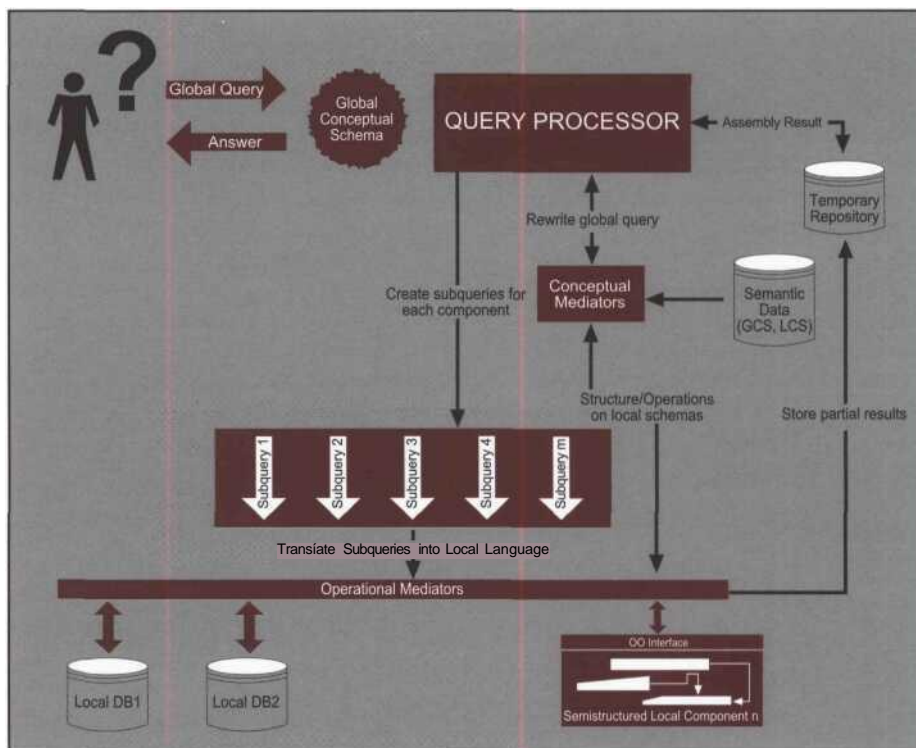 ?
Global Query
Answer
Global
Conceptual
Schema
QUERY PROCESSOR
Assembly Result
Temporary
Repository
Rewrite global query
Create subqueries for
each component
Conceptual
Mediators
Semantic
Data
(GCS, LCS)
Structure/Operations
on local schemas
Store partial results
Subquery 1
Subquery 2
Subquery 3
Subquery 4
Subquery m
Transíate Subqueries into Local Language
Operational Mediators
Local DB1
Local DB2
OO Interface
Semistructured Local Component n